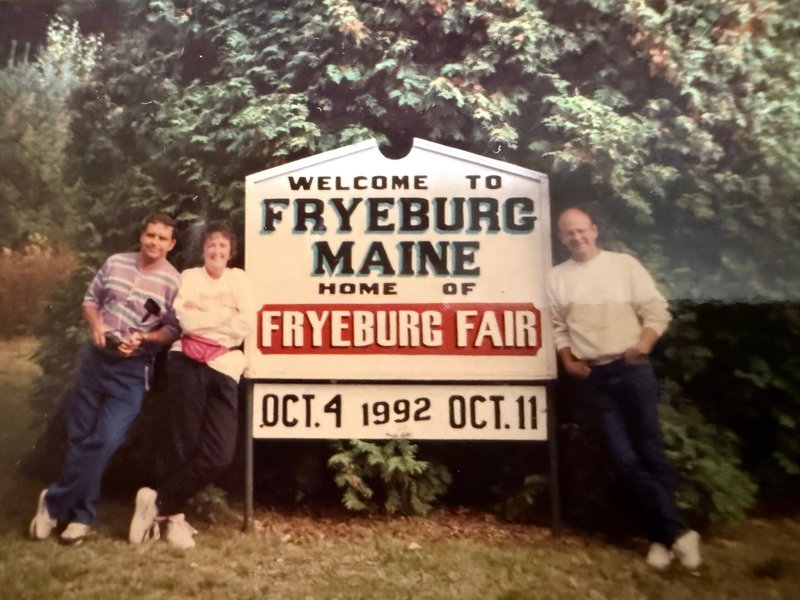 WELCOME TO
FRYEBURG
MAINE
HOME OF
FRYEBURG FAIR
OCT. 4 1992 OCT. 11